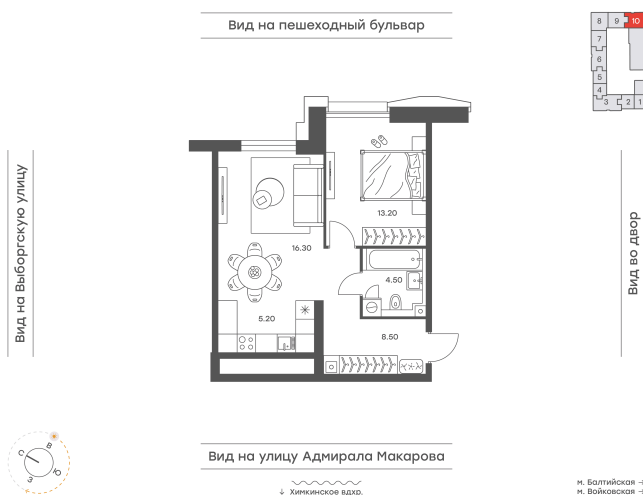 Вид на пешеходный бульвар
8 9 10
7
6
5
4
3 2 1
Вид на Выборгскую улицу
Вид во двор
13.20
16.30
4.50
5.20
8.50
Вид на улицу Адмирала Макарова
С В
З Ю
↓ Химкинское вдхр.
м. Балтийская
м. Войковская